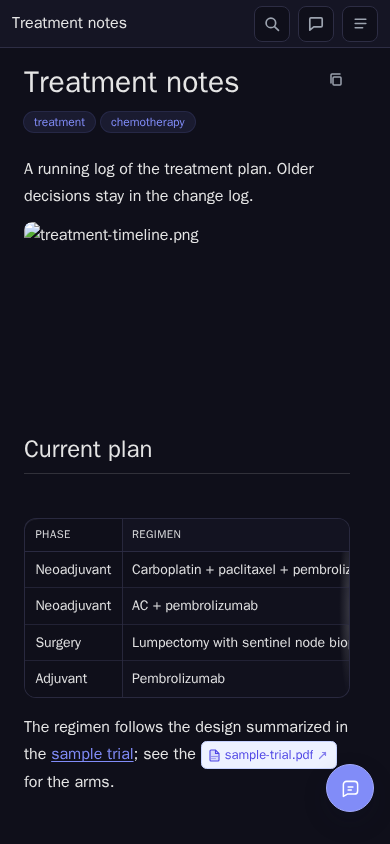 Treatment notes
Treatment notes
treatment chemotherapy
A running log of the treatment plan. Older
decisions stay in the change log.
treatment-timeline.png
Current plan
PHASE REGIMEN
Neoadjuvant Carboplatin + paclitaxel + pembroliz
Neoadjuvant AC + pembrolizumab
Surgery Lumpectomy with sentinel node bio
Adjuvant Pembrolizumab
The regimen follows the design summarized in
the sample trial; see the sample-trial.pdf ↗
for the arms.